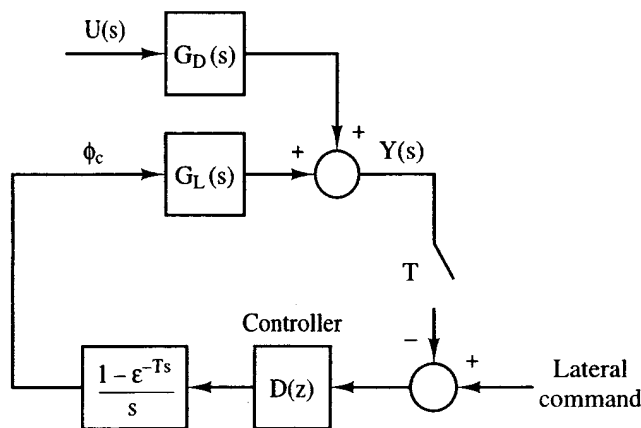 U(s)
G_D(s)
+
Y(s)
ϕ_c
G_L(s)
+
T
Controller
−
+
Lateral
command
1 − ε^{−Ts}
s
D(z)